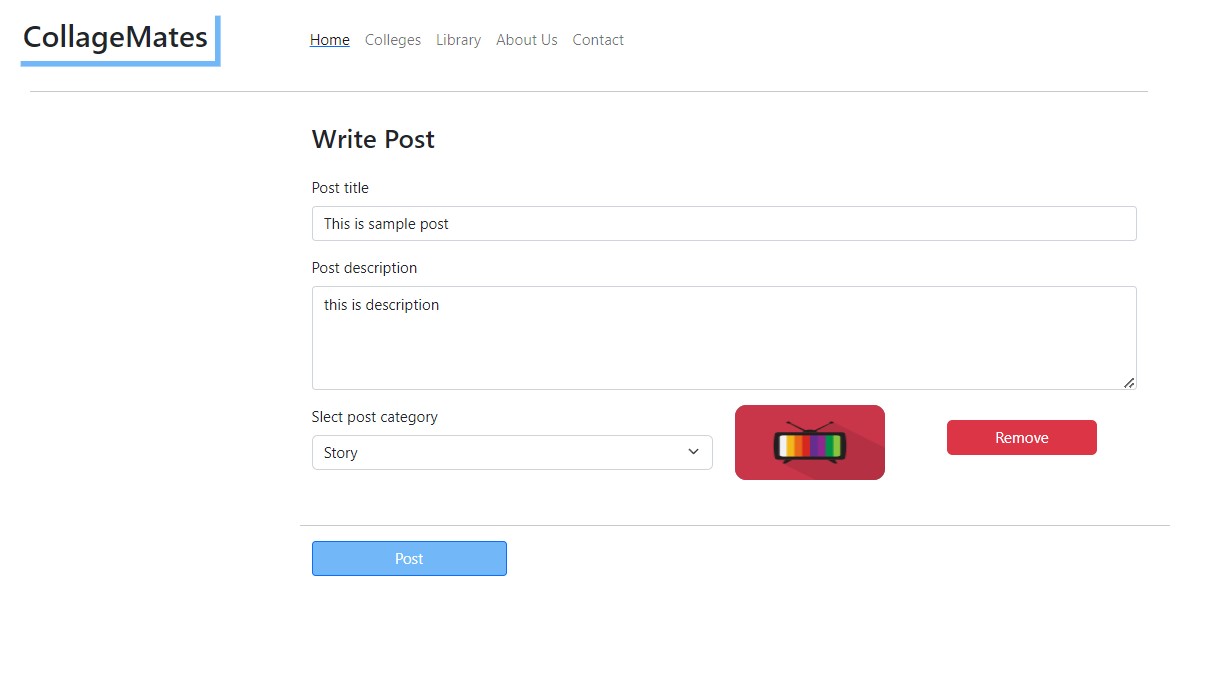 CollageMates
Home Colleges Library About Us Contact
Write Post
Post title
This is sample post
Post description
this is description
Slect post category
Story
Remove
Post